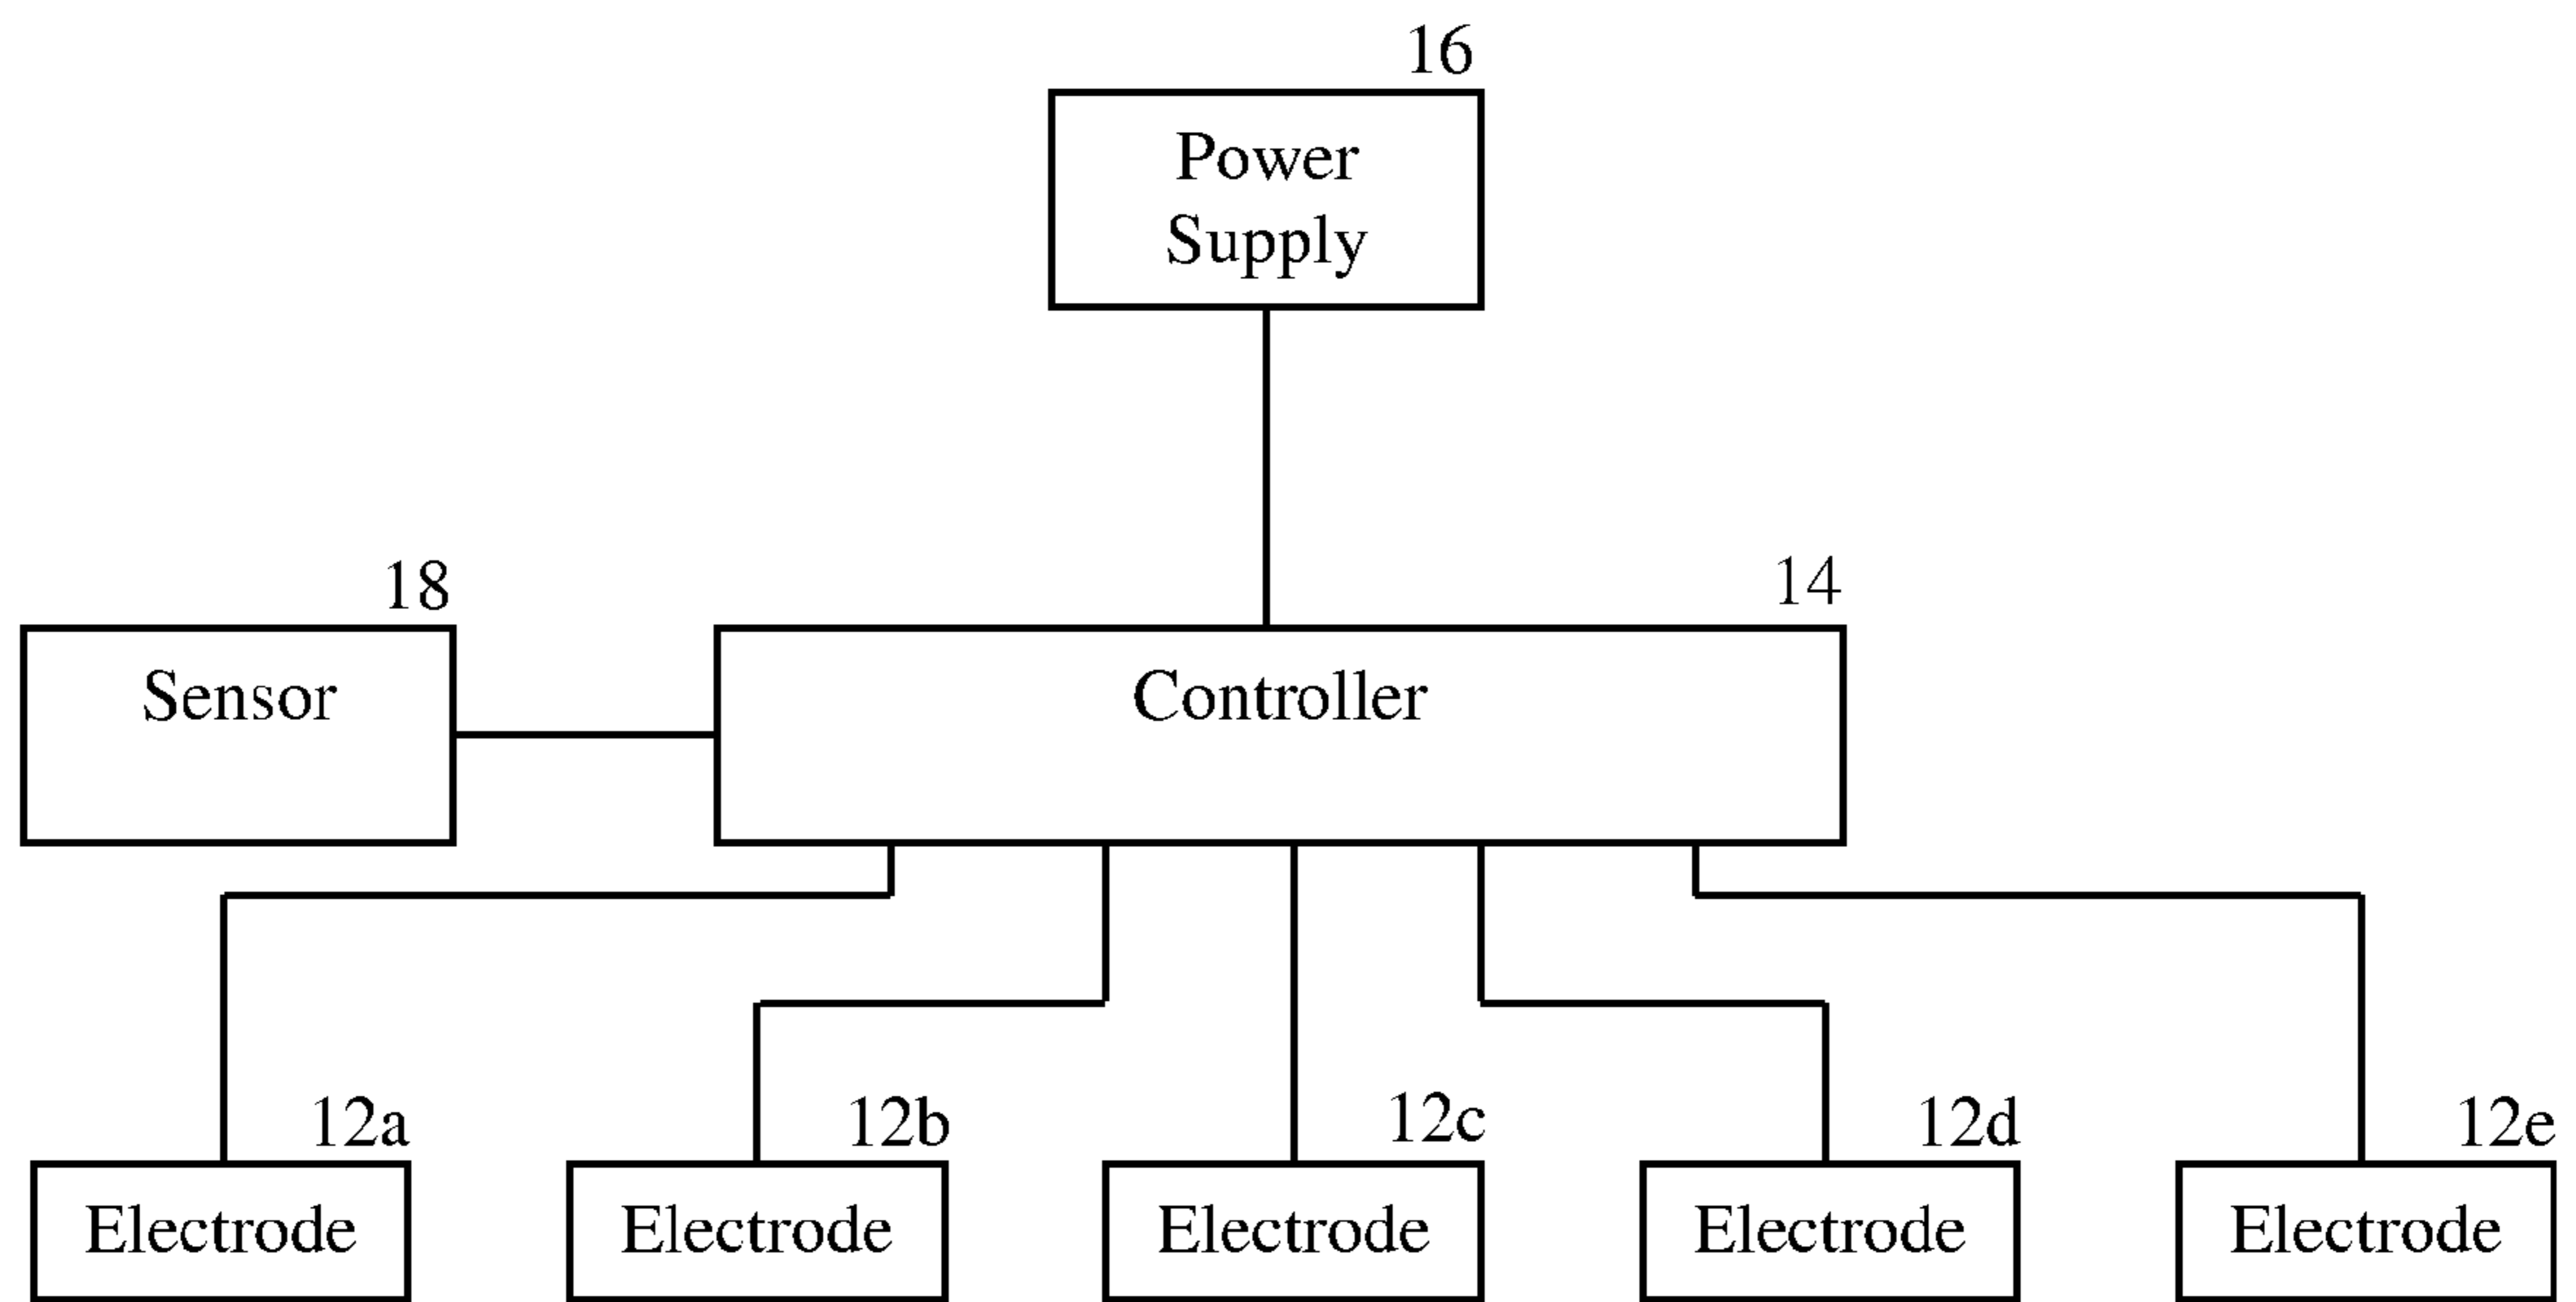 16
Power
Supply
18
14
Sensor
Controller
12a
12b
12c
12d
12e
Electrode
Electrode
Electrode
Electrode
Electrode